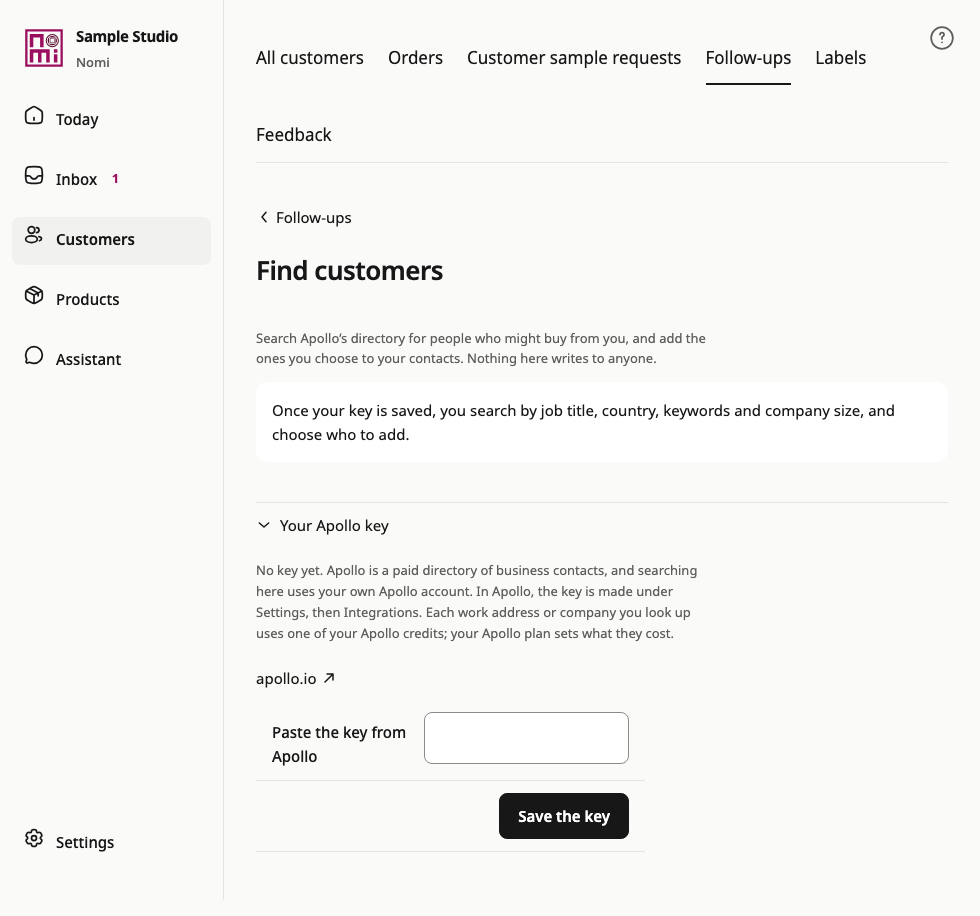 nomi
Sample Studio
Nomi
Today
Inbox 1
Customers
Products
Assistant
Settings
?
All customers Orders Customer sample requests Follow-ups Labels
Feedback
Follow-ups
Find customers
Search Apollo’s directory for people who might buy from you, and add the
ones you choose to your contacts. Nothing here writes to anyone.
Once your key is saved, you search by job title, country, keywords and company size, and
choose who to add.
Your Apollo key
No key yet. Apollo is a paid directory of business contacts, and searching
here uses your own Apollo account. In Apollo, the key is made under
Settings, then Integrations. Each work address or company you look up
uses one of your Apollo credits; your Apollo plan sets what they cost.
apollo.io
Paste the key from
Apollo
Save the key